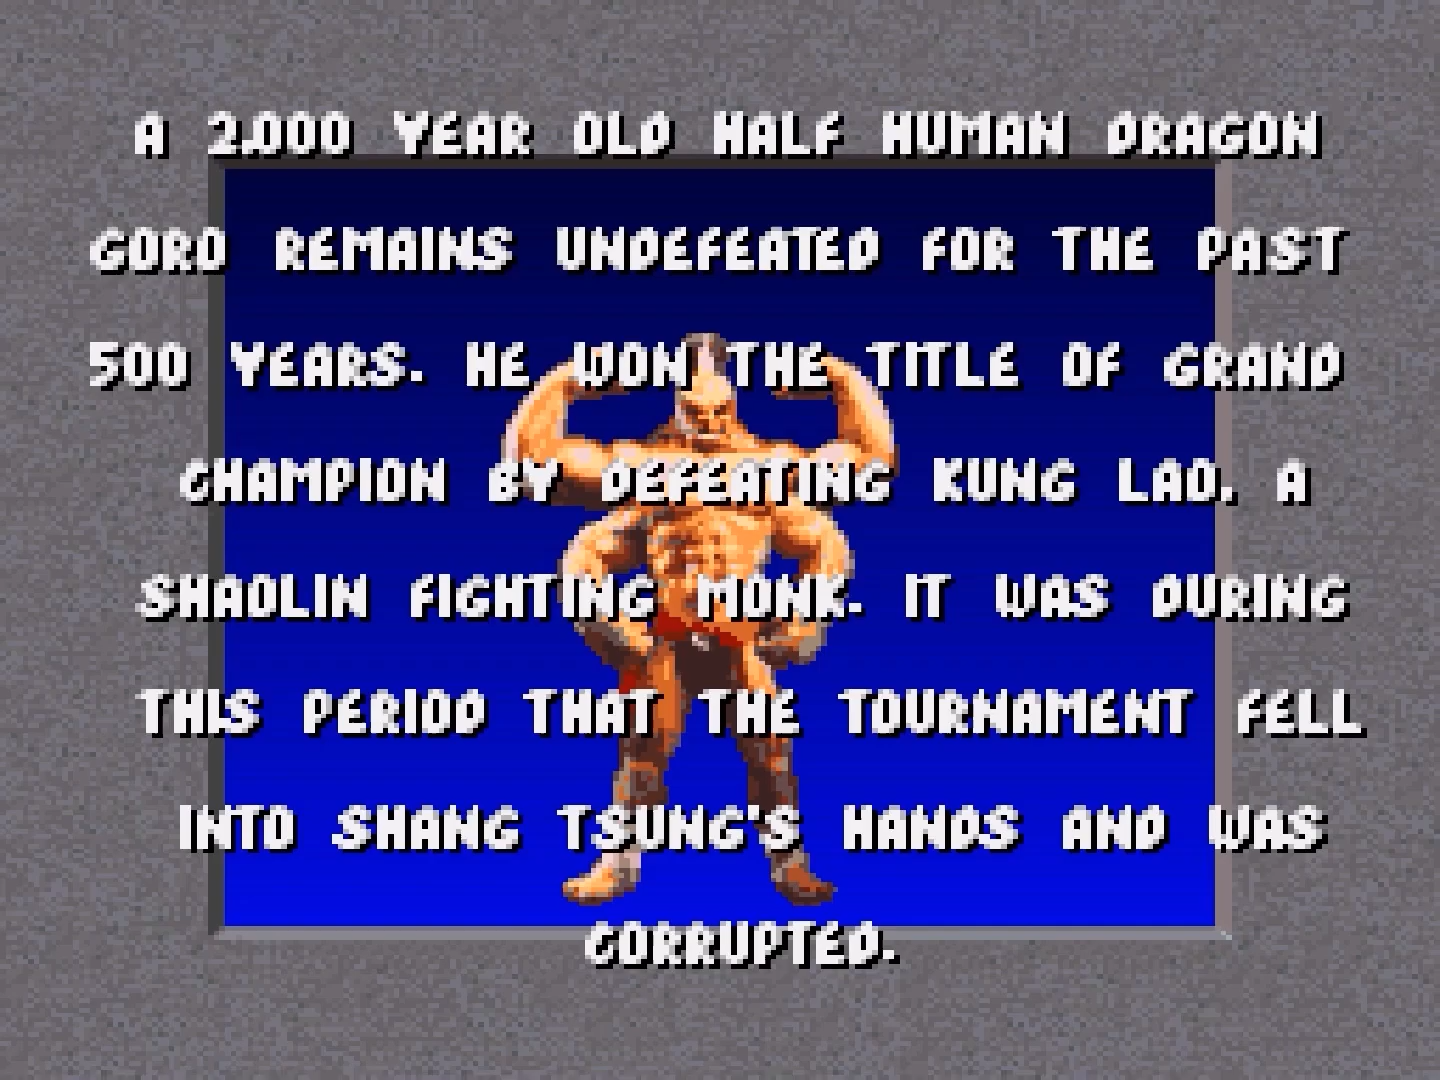 A 2,000 YEAR OLD HALF HUMAN DRAGON
GORO REMAINS UNDEFEATED FOR THE PAST
500 YEARS. HE WON THE TITLE OF GRAND
CHAMPION BY DEFEATING KUNG LAO, A
SHAOLIN FIGHTING MONK. IT WAS DURING
THIS PERIOD THAT THE TOURNAMENT FELL
INTO SHANG TSUNG'S HANDS AND WAS
CORRUPTED.